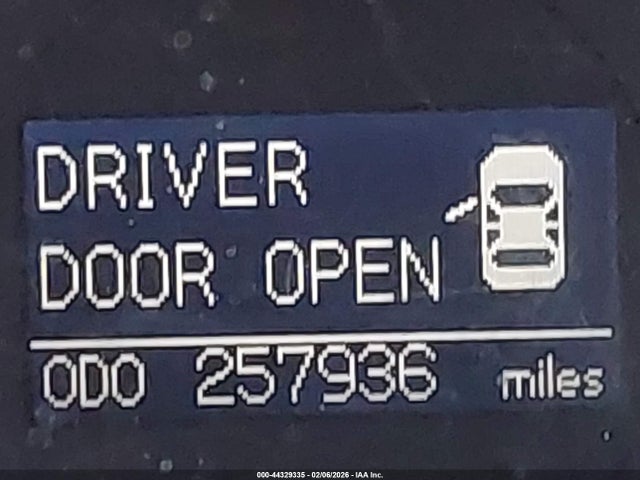 DRIVER
DOOR OPEN
ODO 257936 miles
000-44329335 - 02/06/2026 - IAA Inc.